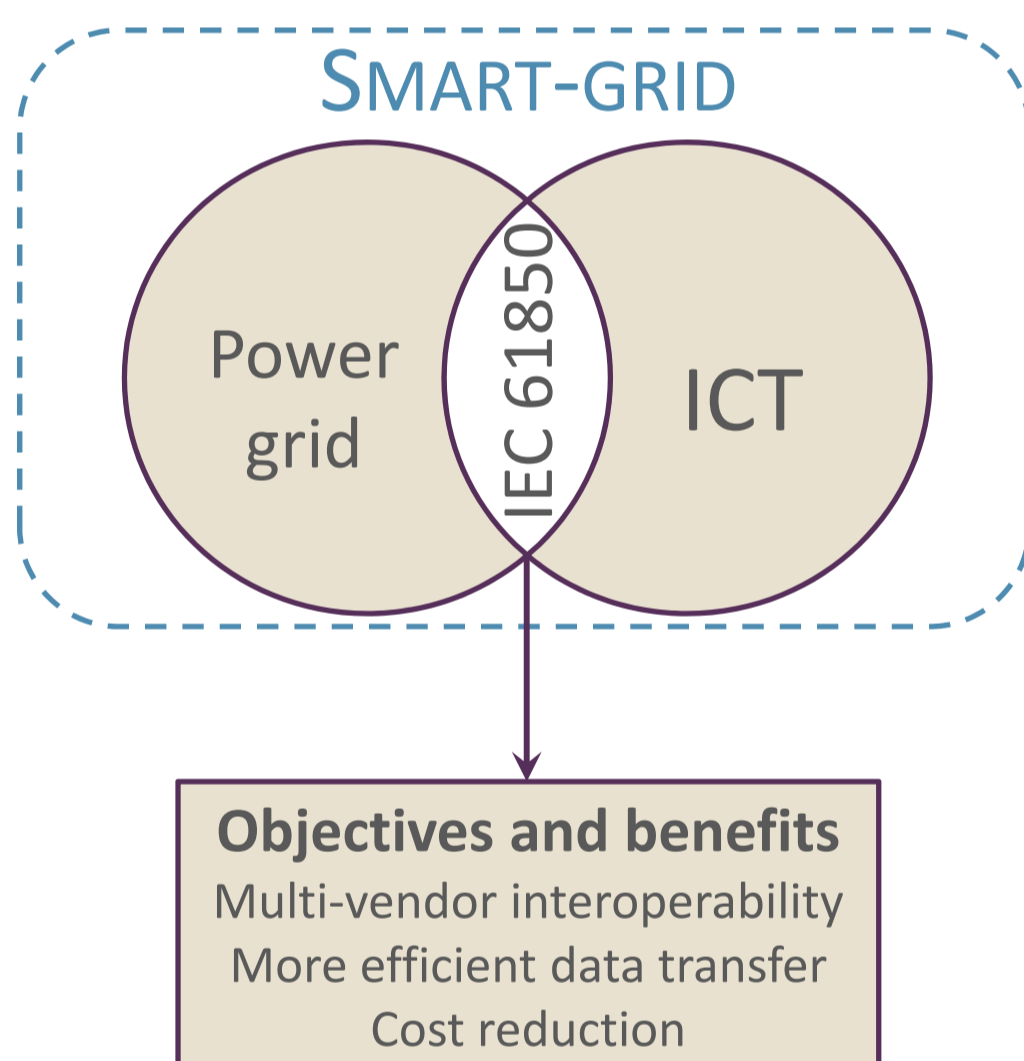 SMART-GRID
Power
grid
IEC 61850
ICT
Objectives and benefits
Multi-vendor interoperability
More efficient data transfer
Cost reduction